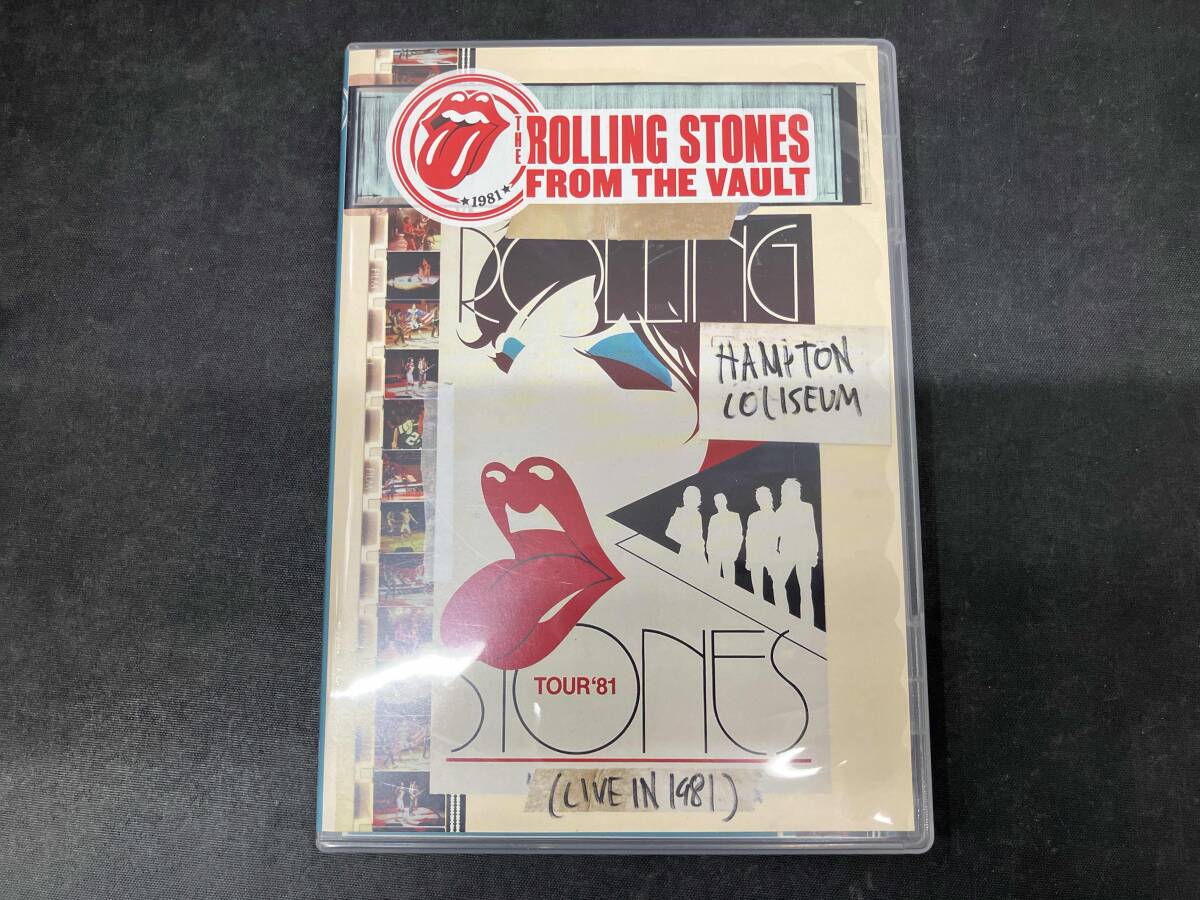 THE
ROLLING STONES
FROM THE VAULT
★1981★
ROLLING
HAMPTON
COLISEUM
STONES
TOUR'81
(LIVE IN 1981)